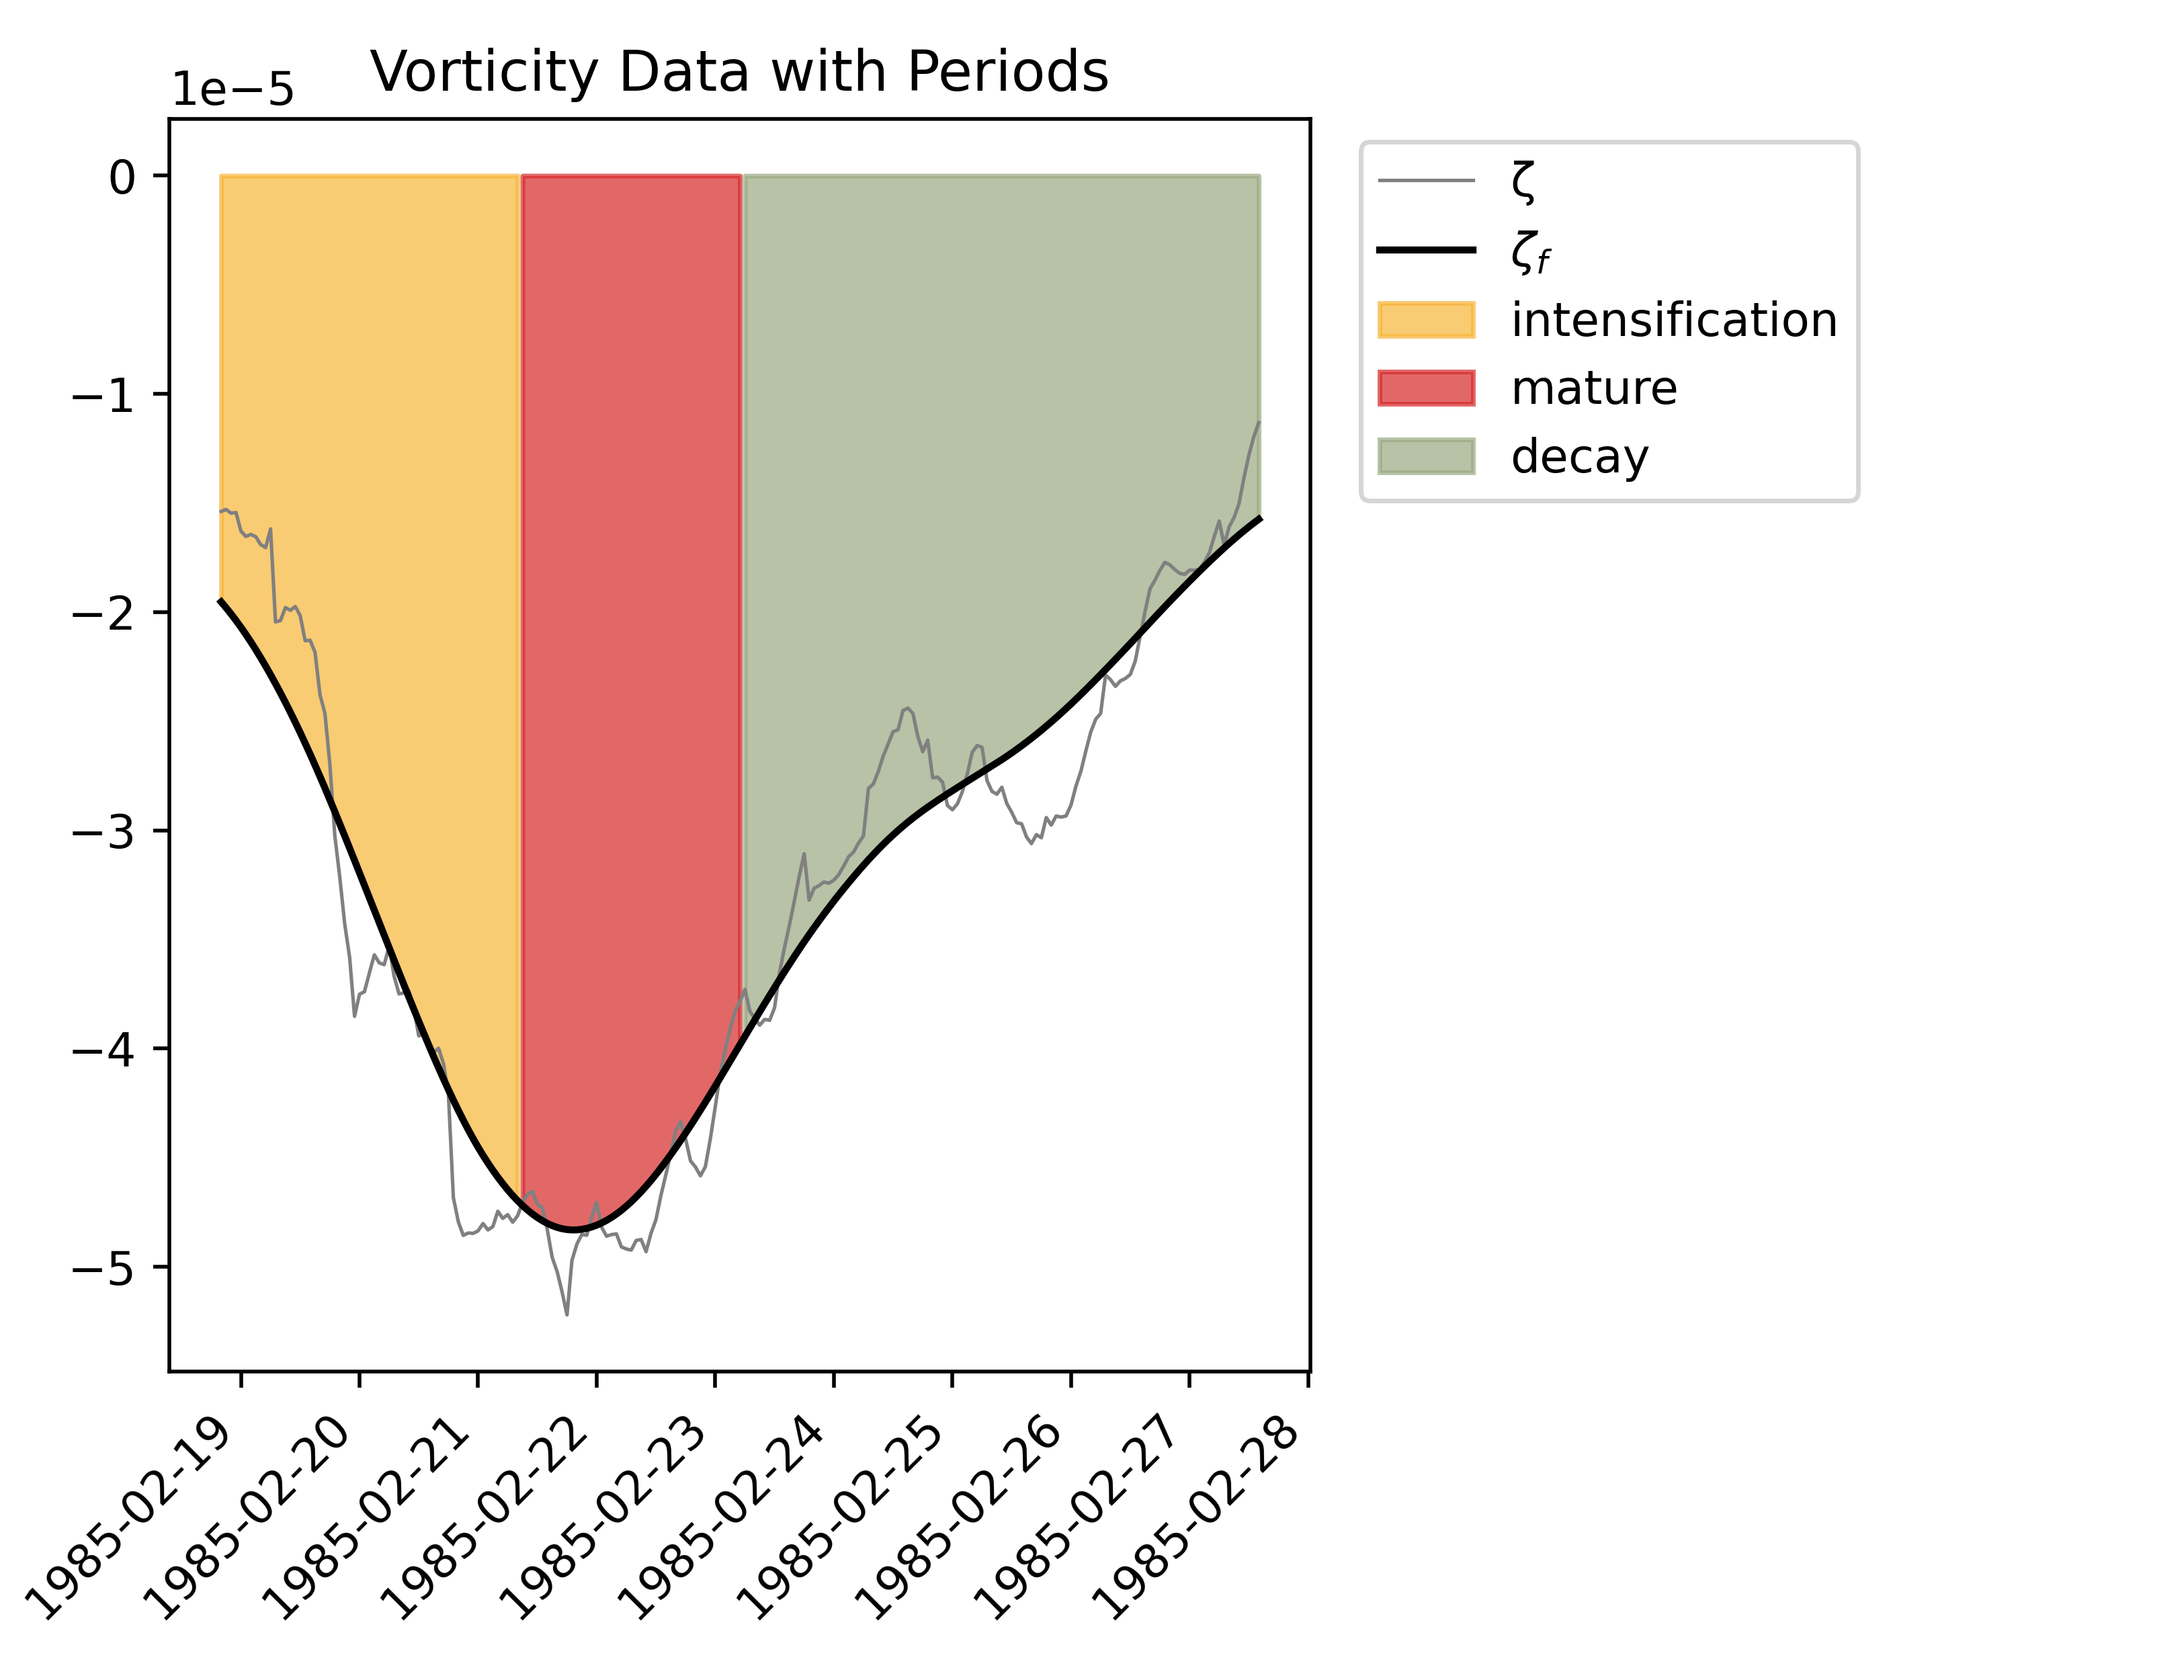 Vorticity Data with Periods
1e−5
0
−1
−2
−3
−4
−5
1985-02-19
1985-02-20
1985-02-21
1985-02-22
1985-02-23
1985-02-24
1985-02-25
1985-02-26
1985-02-27
1985-02-28
ζ
ζf
intensification
mature
decay